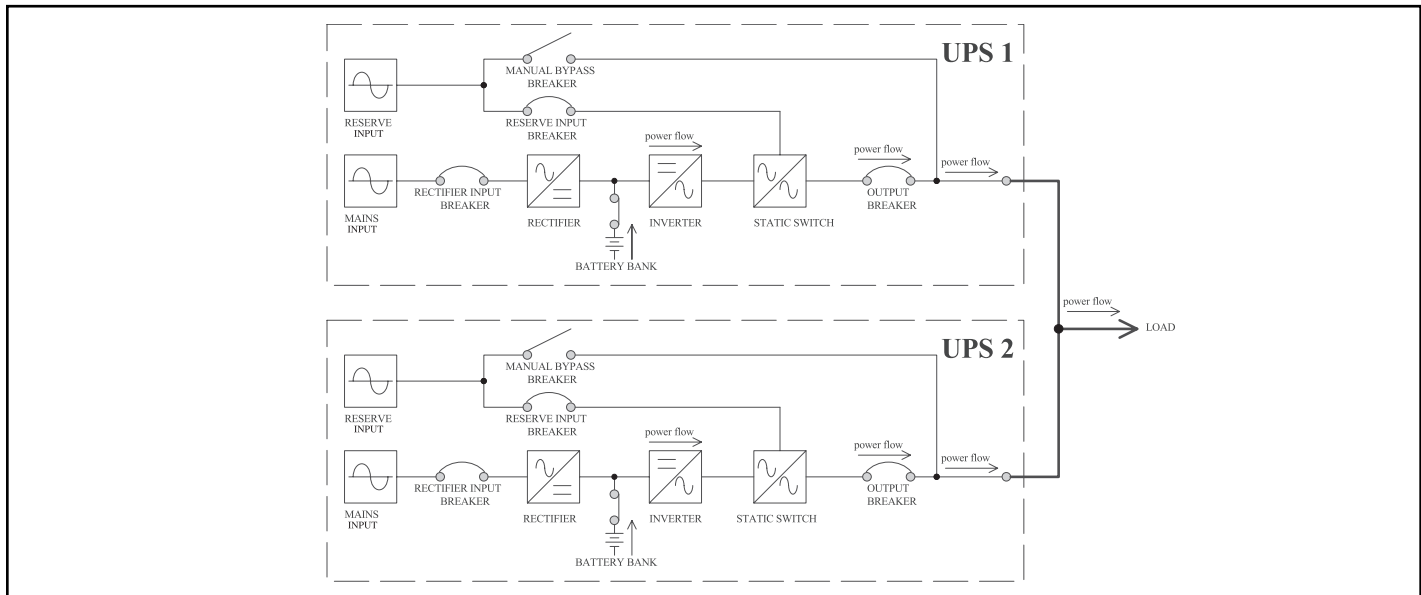 UPS 1
MANUAL BYPASS
BREAKER
RESERVE
INPUT
RESERVE INPUT
BREAKER
power flow
power flow
power flow
RECTIFIER INPUT
BREAKER
OUTPUT
BREAKER
MAINS
INPUT
RECTIFIER
INVERTER
STATIC SWITCH
BATTERY BANK
power flow
LOAD
UPS 2
MANUAL BYPASS
BREAKER
RESERVE
INPUT
RESERVE INPUT
BREAKER
power flow
power flow
power flow
RECTIFIER INPUT
BREAKER
OUTPUT
BREAKER
MAINS
INPUT
RECTIFIER
INVERTER
STATIC SWITCH
BATTERY BANK